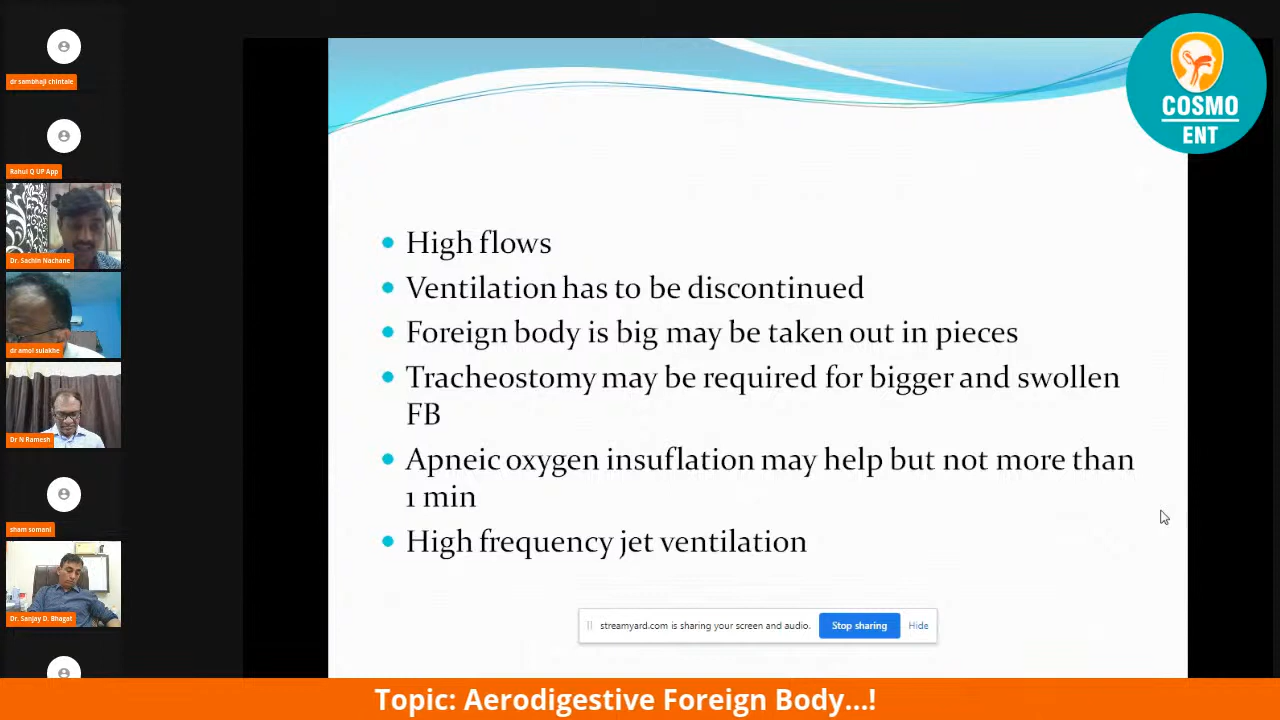 dr sambhaji chintale
Rahul Q UP App
Dr. Sachin Nachane
dr amol sulakhe
Dr N Ramesh
sham somani
Dr. Sanjay D. Bhagat
COSMO
ENT
High flows
Ventilation has to be discontinued
Foreign body is big may be taken out in pieces
Tracheostomy may be required for bigger and swollen
FB
Apneic oxygen insuflation may help but not more than
1 min
High frequency jet ventilation
streamyard.com is sharing your screen and audio.
Stop sharing
Hide
Topic: Aerodigestive Foreign Body...!